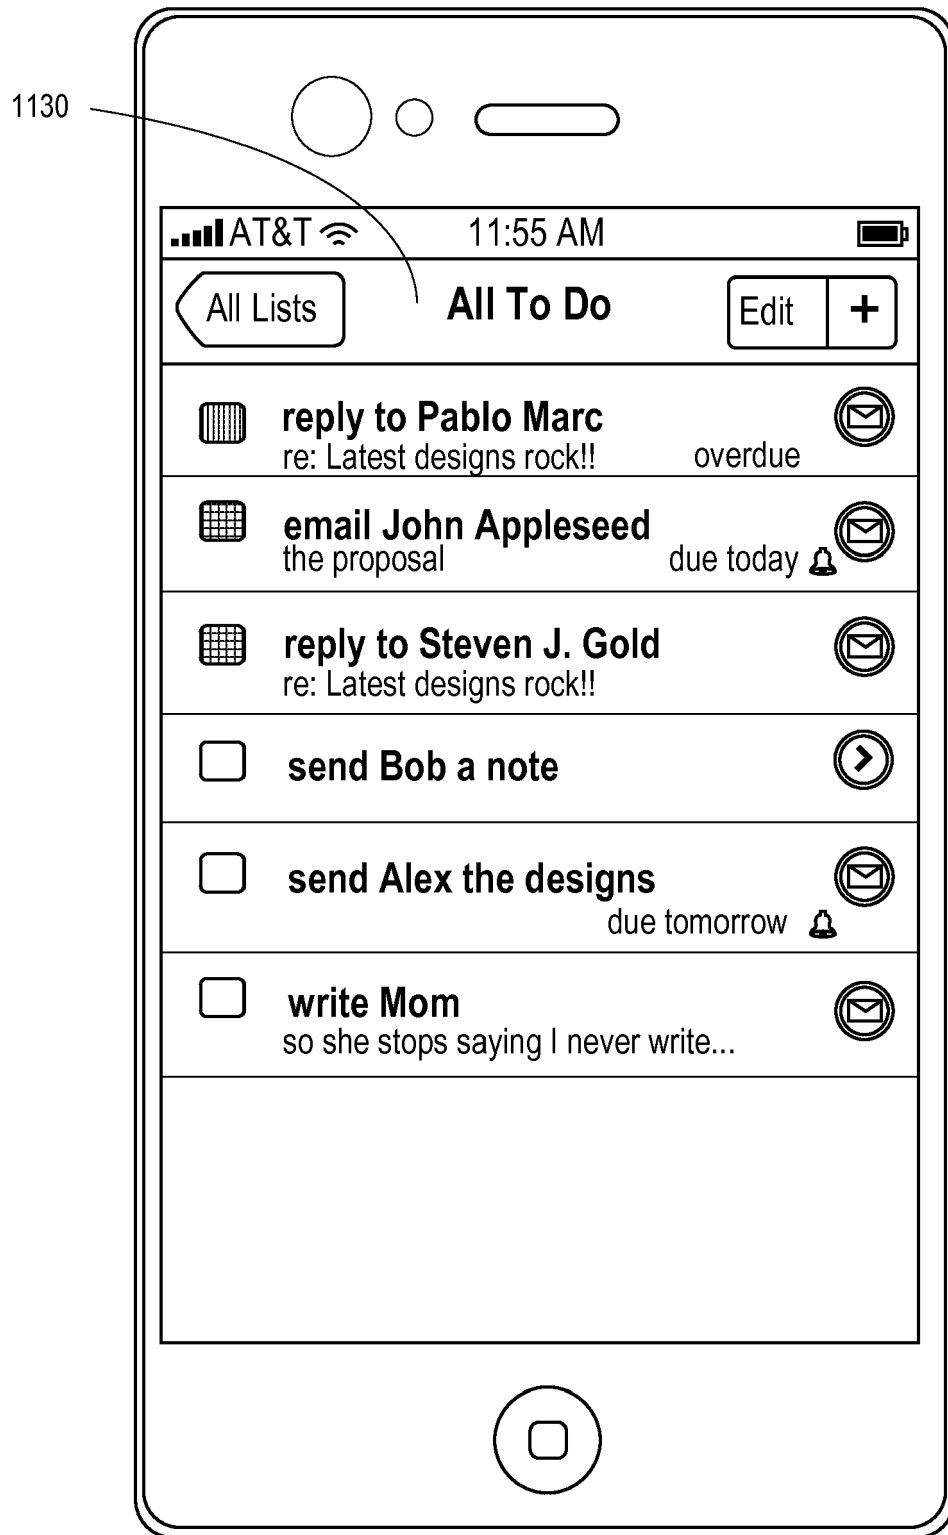 1130
AT&T 11:55 AM
All Lists All To Do Edit +
reply to Pablo Marc
re: Latest designs rock!! overdue
email John Appleseed
the proposal due today
reply to Steven J. Gold
re: Latest designs rock!!
send Bob a note
send Alex the designs
due tomorrow
write Mom
so she stops saying I never write...